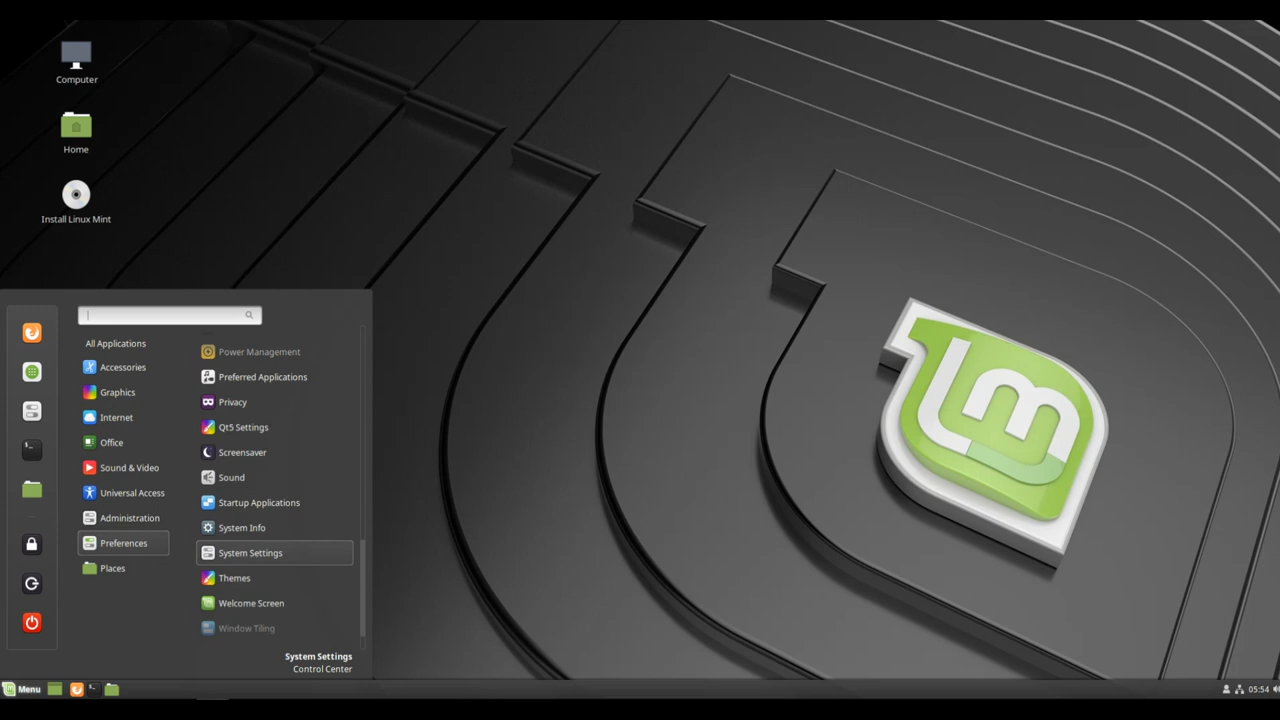 Computer
Home
Install Linux Mint
All Applications
Accessories
Graphics
Internet
Office
Sound & Video
Universal Access
Administration
Preferences
Places
Power Management
Preferred Applications
Privacy
Qt5 Settings
Screensaver
Sound
Startup Applications
System Info
System Settings
Themes
Welcome Screen
Window Tiling
System Settings
Control Center
Menu
05:54